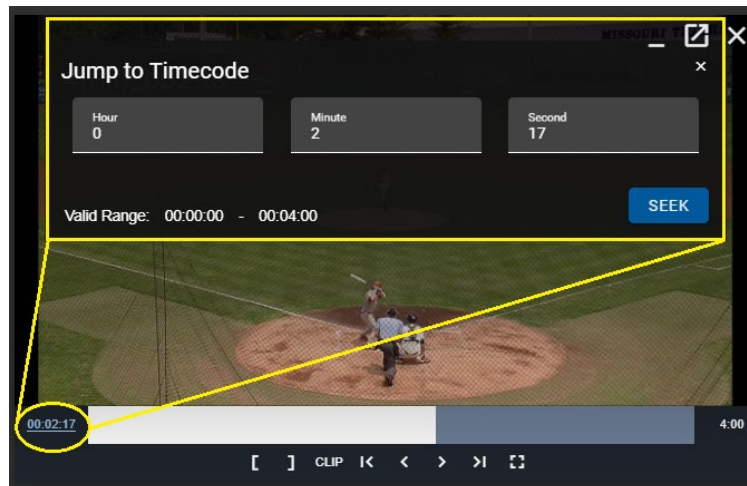 MISSOURI
Jump to Timecode
Hour
0
Minute
2
Second
17
Valid Range: 00:00:00 - 00:04:00
SEEK
00:02:17
4:00
[ ] CLIP